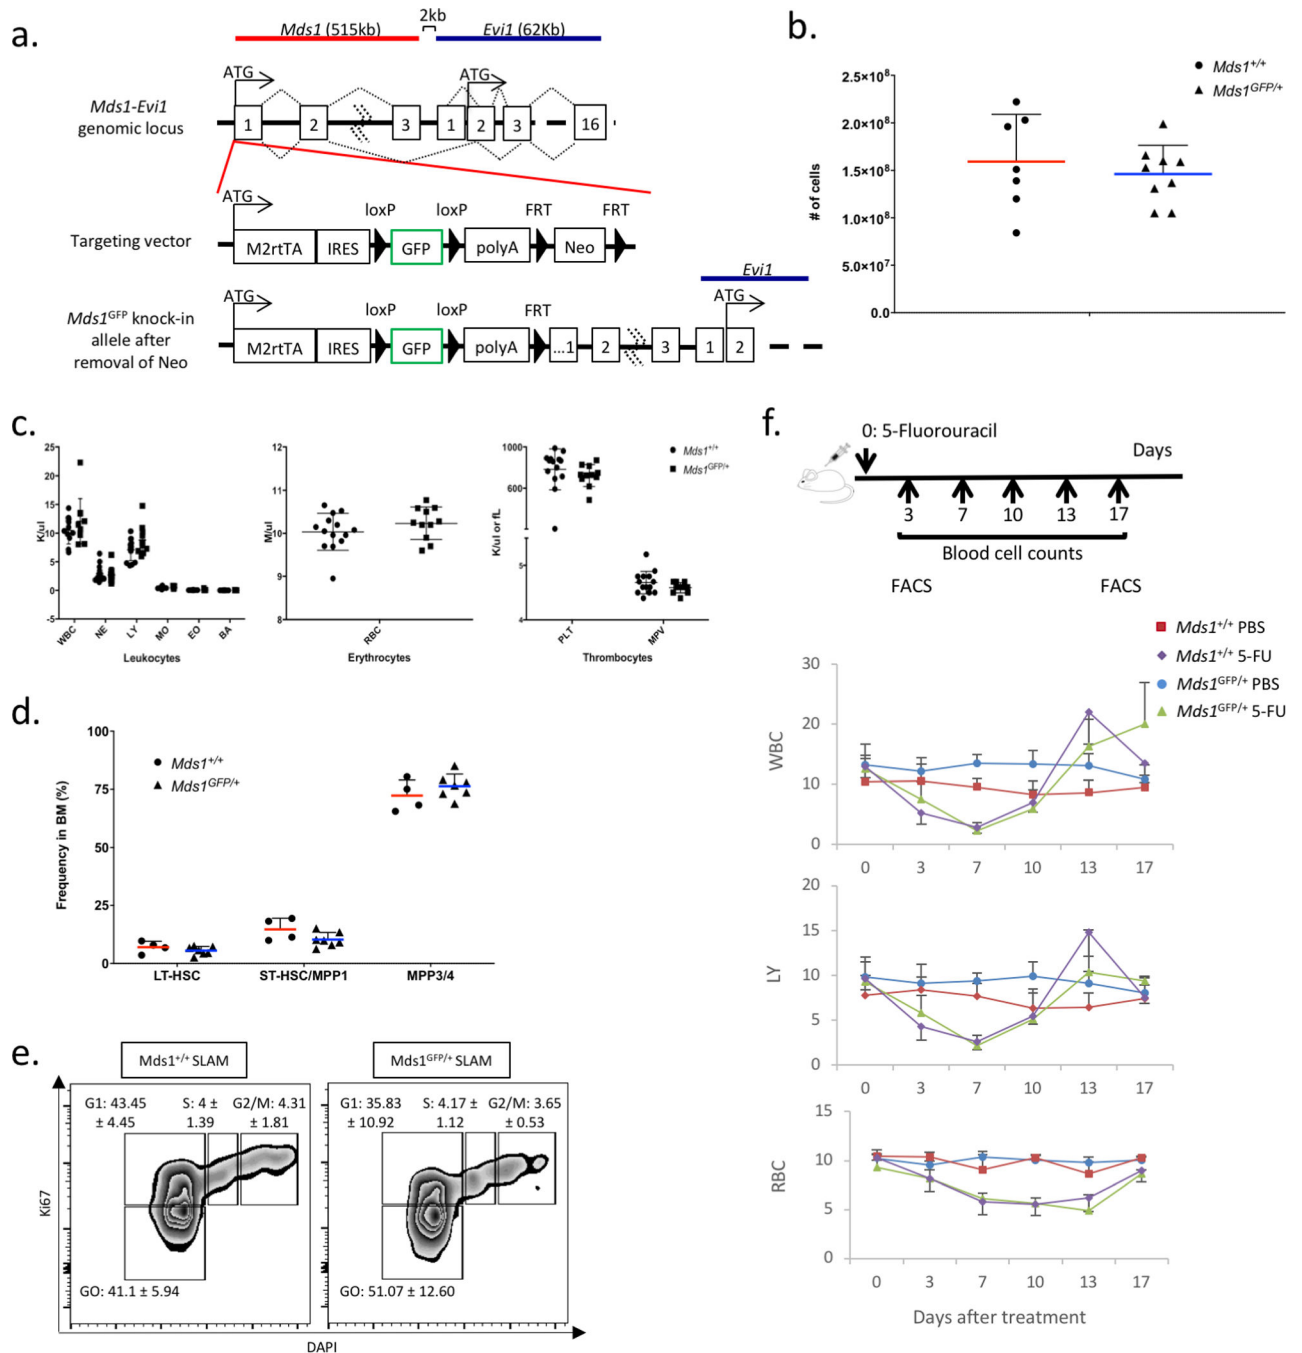 a.
2kb
Mds1 (515kb)
Evi1 (62Kb)
ATG
ATG
Mds1-Evi1
genomic locus
1 2 3 1 2 3 16
ATG
loxP loxP FRT FRT
Targeting vector
M2rtTA IRES GFP polyA Neo
Evi1
ATG
ATG
loxP loxP FRT
Mds1GFP knock-in
allele after
removal of Neo
M2rtTA IRES GFP polyA ...1 2 3 1 2
b.
Mds1+/+
Mds1GFP/+
# of cells
2.5×10⁸
2.0×10⁸
1.5×10⁸
1.0×10⁸
5.0×10⁷
0.0
c.
K/ul
25
20
15
10
5
0
-5
WBC NE LY MO EO BA
Leukocytes
M/ul
12
11
10
9
8
RBC
Erythrocytes
K/ul or fL
1000
600
5
4
PLT MPV
Thrombocytes
Mds1+/+
Mds1GFP/+
d.
Frequency in BM (%)
100
75
50
25
0
Mds1+/+
Mds1GFP/+
LT-HSC ST-HSC/MPP1 MPP3/4
e.
Mds1+/+ SLAM
G1: 43.45
± 4.45
S: 4 ±
1.39
G2/M: 4.31
± 1.81
GO: 41.1 ± 5.94
Mds1GFP/+ SLAM
G1: 35.83
± 10.92
S: 4.17 ±
1.12
G2/M: 3.65
± 0.53
GO: 51.07 ± 12.60
Ki67
DAPI
f.
0: 5-Fluorouracil
Days
3 7 10 13 17
Blood cell counts
FACS FACS
Mds1+/+ PBS
Mds1+/+ 5-FU
Mds1GFP/+ PBS
Mds1GFP/+ 5-FU
WBC
30
20
10
0
0 3 7 10 13 17
LY
20
15
10
5
0
0 3 7 10 13 17
RBC
15
10
5
0
0 3 7 10 13 17
Days after treatment